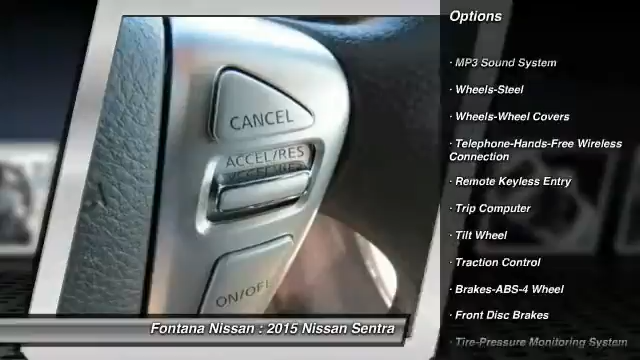 Options
· MP3 Sound System
· Wheels-Steel
· Wheels-Wheel Covers
· Telephone-Hands-Free Wireless
Connection
· Remote Keyless Entry
· Trip Computer
· Tilt Wheel
· Traction Control
· Brakes-ABS-4 Wheel
· Front Disc Brakes
· Tire-Pressure Monitoring System
CANCEL
ACCEL/RES
ON/OFF
Fontana Nissan : 2015 Nissan Sentra